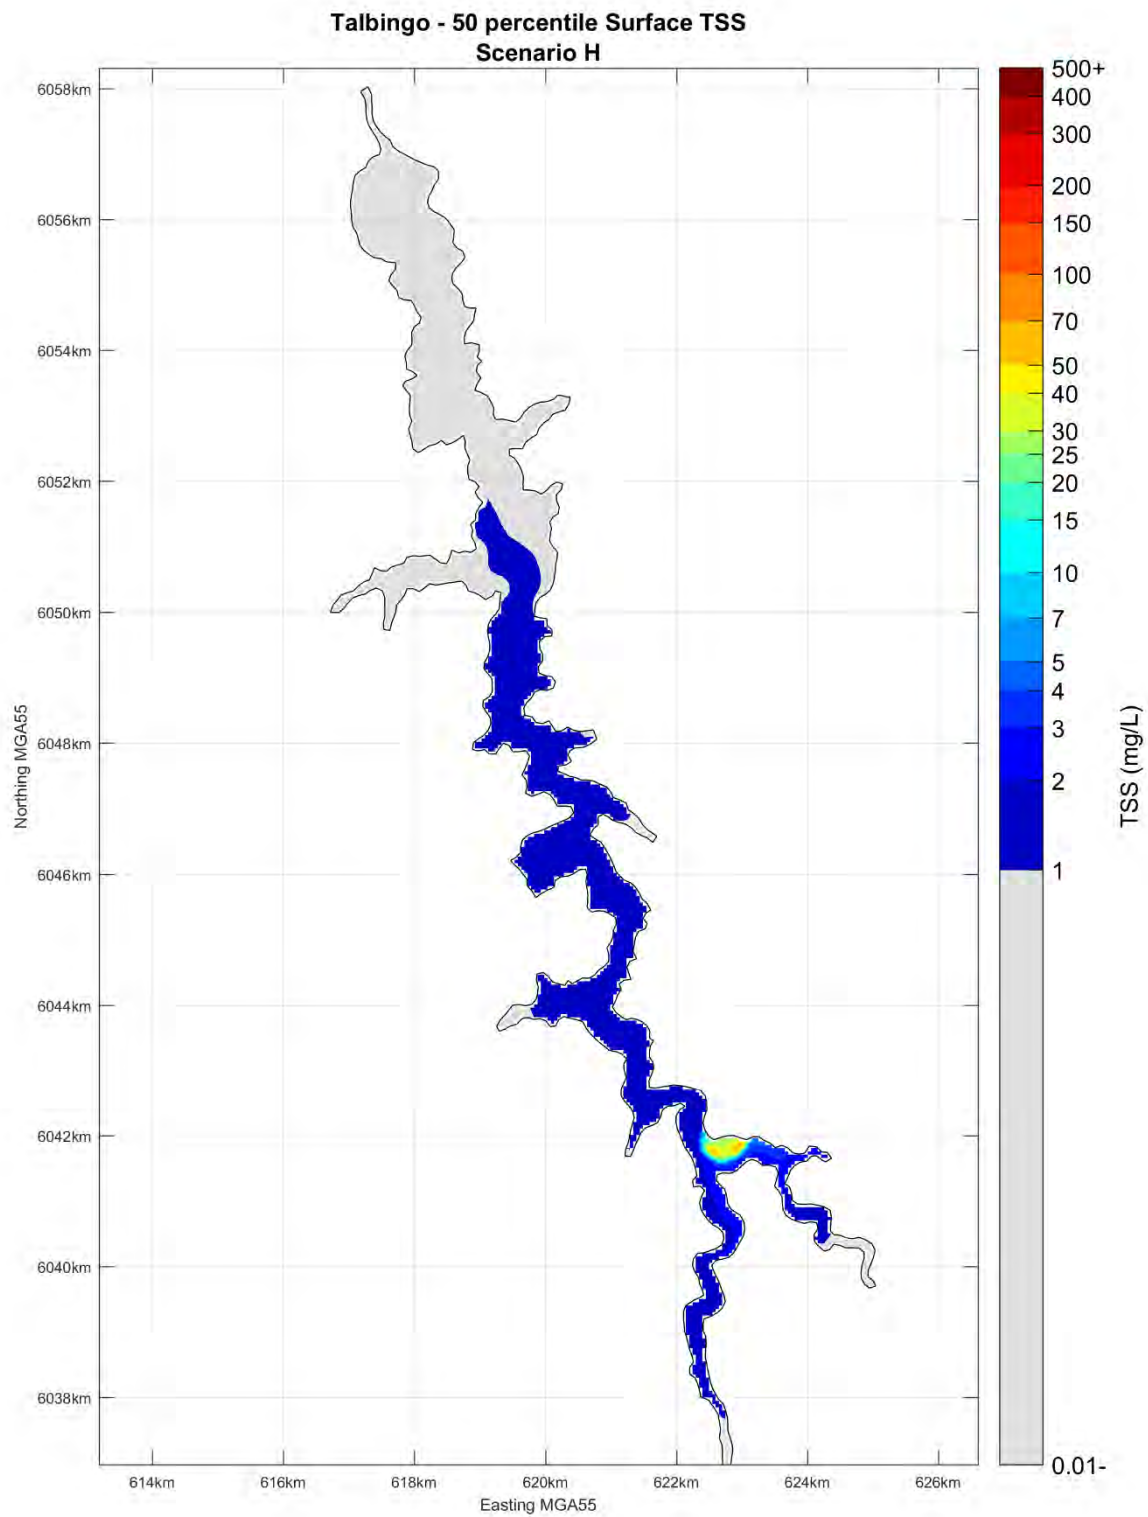 Talbingo - 50 percentile Surface TSS
Scenario H
6058km
6056km
6054km
6052km
6050km
6048km
6046km
6044km
6042km
6040km
6038km
Northing MGA55
614km
616km
618km
620km
622km
624km
626km
Easting MGA55
500+
400
300
200
150
100
70
50
40
30
25
20
15
10
7
5
4
3
2
1
0.01-
TSS (mg/L)